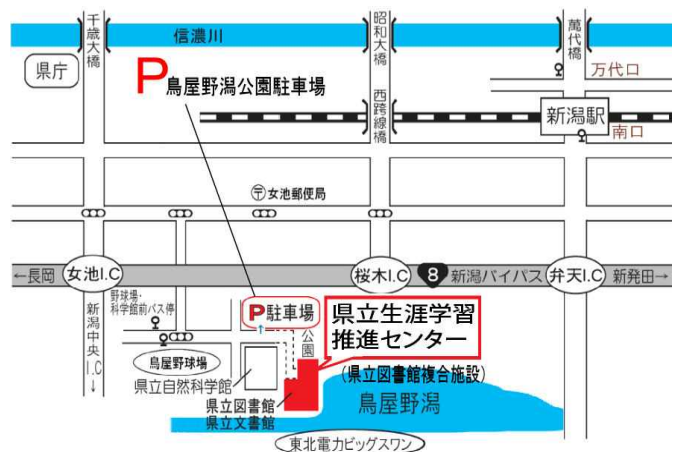 千歳大橋
信濃川
昭和大橋
萬代橋
県庁
P鳥屋野潟公園駐車場
西跨線橋
万代口
新潟駅
南口
〒女池郵便局
←長岡
女池I.C
桜木I.C
8
新潟バイパス
弁天I.C
新発田→
新潟中央I.C→
野球場・
科学館前バス停
P駐車場
公園
県立生涯学習
推進センター
(県立図書館複合施設)
鳥屋野球場
県立自然科学館
県立図書館
県立文書館
鳥屋野潟
東北電力ビッグスワン